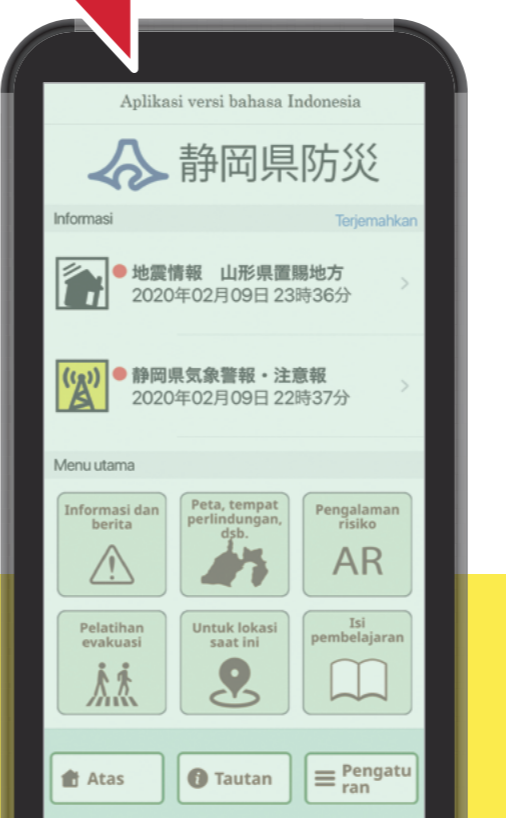 Aplikasi versi bahasa Indonesia
静岡県防災
Informasi
Terjemahkan
地震情報　山形県置賜地方
2020年02月09日 23時36分
静岡県気象警報・注意報
2020年02月09日 22時37分
Menu utama
Informasi dan
berita
Peta, tempat
perlindungan,
dsb.
Pengalaman
risiko
AR
Pelatihan
evakuasi
Untuk lokasi
saat ini
Isi
pembelajaran
Atas
Tautan
Pengatu
ran